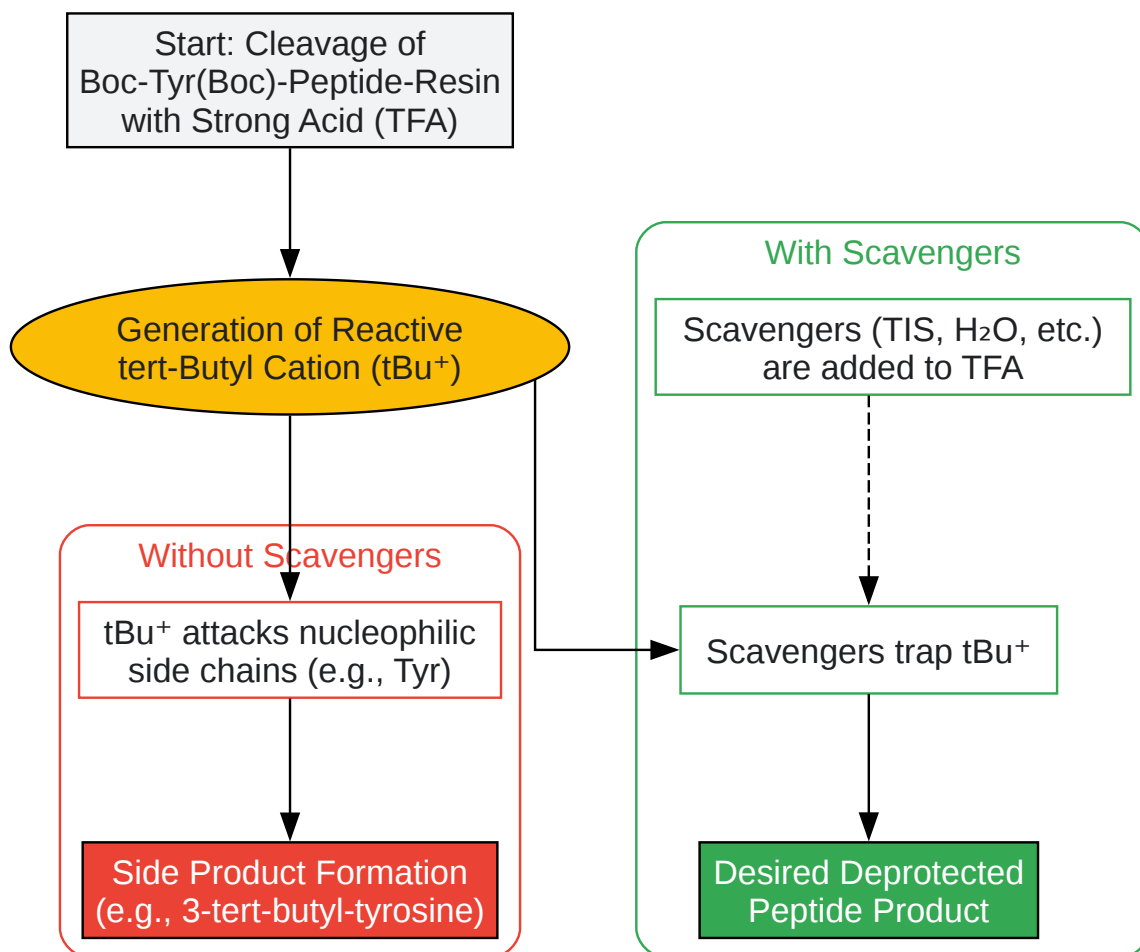 Start: Cleavage of
Boc-Tyr(Boc)-Peptide-Resin
with Strong Acid (TFA)
Generation of Reactive
tert-Butyl Cation (tBu⁺)
Without Scavengers
tBu⁺ attacks nucleophilic
side chains (e.g., Tyr)
Side Product Formation
(e.g., 3-tert-butyl-tyrosine)
With Scavengers
Scavengers (TIS, H₂O, etc.)
are added to TFA
Scavengers trap tBu⁺
Desired Deprotected
Peptide Product